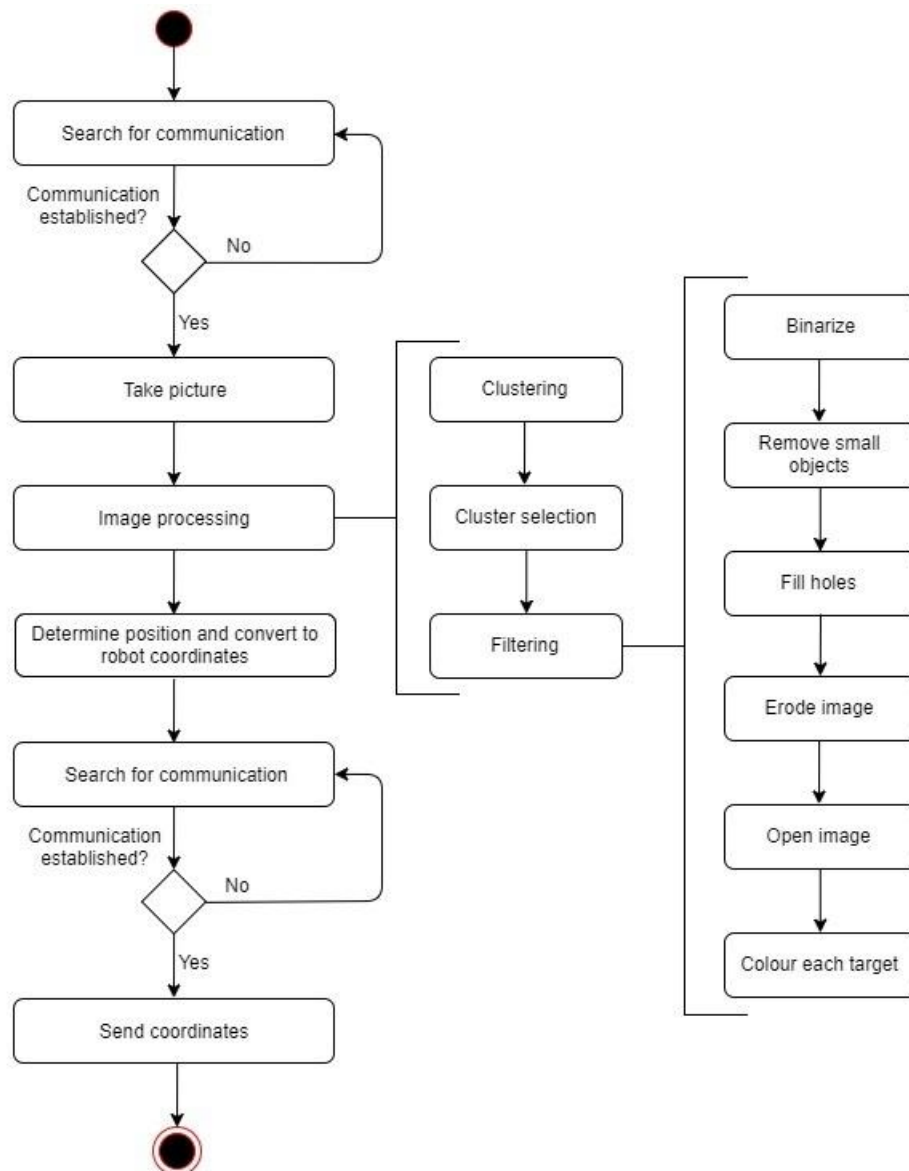 Search for communication
Communication
established?
No
Yes
Take picture
Image processing
Determine position and convert to
robot coordinates
Search for communication
Communication
established?
No
Yes
Send coordinates
Clustering
Cluster selection
Filtering
Binarize
Remove small
objects
Fill holes
Erode image
Open image
Colour each target